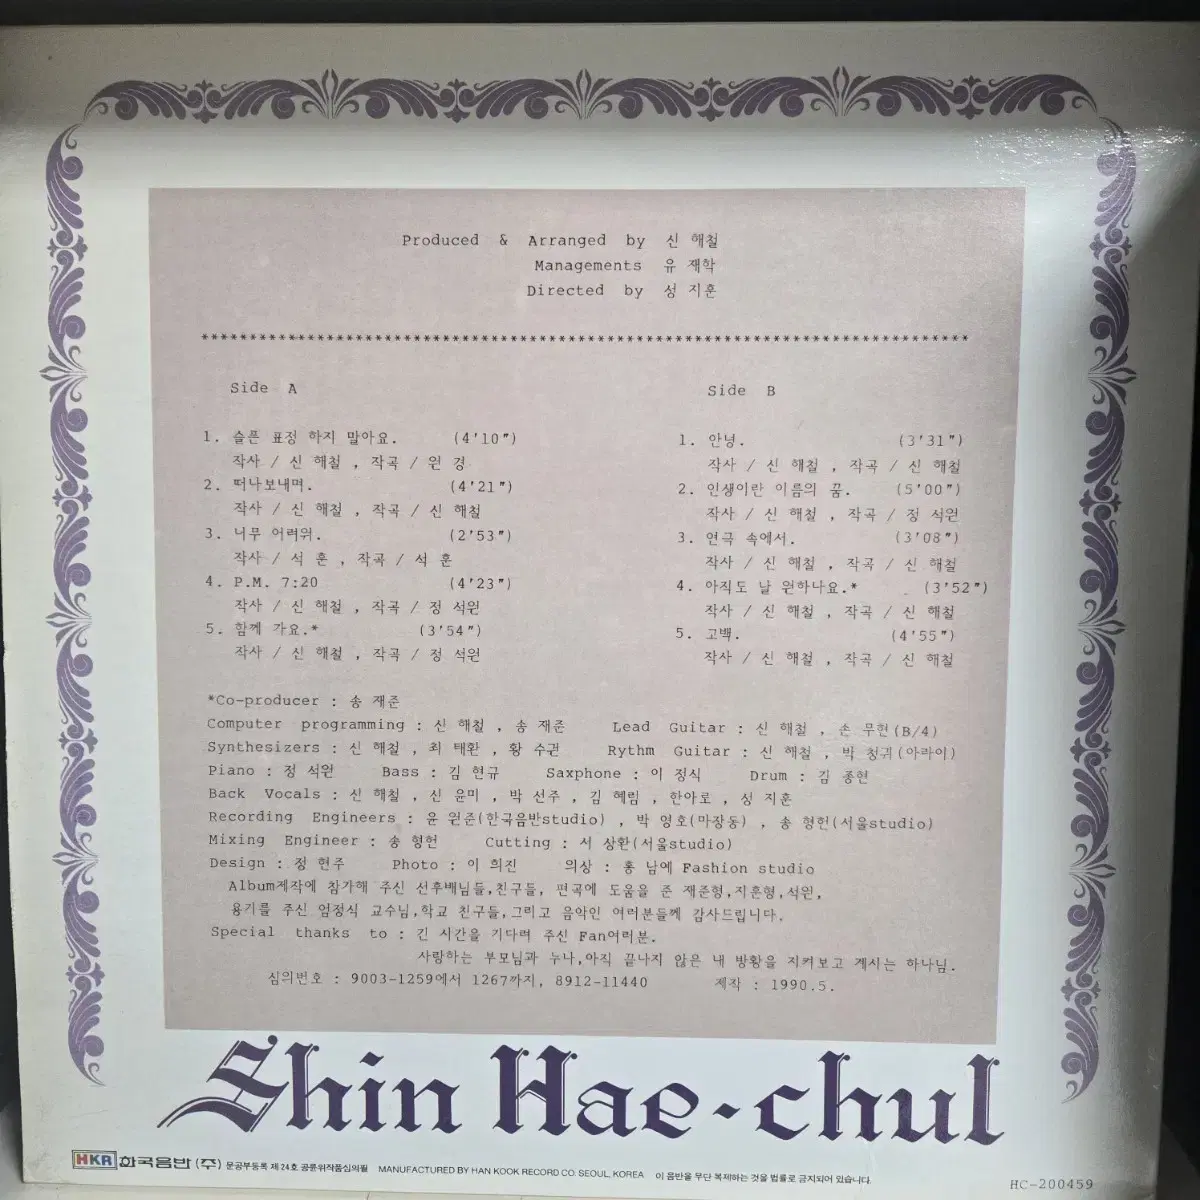 Produced & Arranged by 신 해철
Managements 유 재학
Directed by 성 지훈
********************************************************************************
Side A
1. 슬픈 표정 하지 말아요. (4'10")
작사 / 신 해철 , 작곡 / 원 경
2. 떠나보내며. (4'21")
작사 / 신 해철 , 작곡 / 신 해철
3. 너무 어려워. (2'53")
작사 / 석 훈 , 작곡 / 석 훈
4. P.M. 7:20 (4'23")
작사 / 신 해철 , 작곡 / 정 석원
5. 함께 가요.* (3'54")
작사 / 신 해철 , 작곡 / 정 석원
Side B
1. 안녕. (3'31")
작사 / 신 해철 , 작곡 / 신 해철
2. 인생이란 이름의 꿈. (5'00")
작사 / 신 해철 , 작곡 / 정 석원
3. 연극 속에서. (3'08")
작사 / 신 해철 , 작곡 / 신 해철
4. 아직도 날 원하나요.* (3'52")
작사 / 신 해철 , 작곡 / 신 해철
5. 고백. (4'55")
작사 / 신 해철 , 작곡 / 신 해철
*Co-producer : 송 재준
Computer programming : 신 해철 , 송 재준 Lead Guitar : 신 해철 , 손 무현(B/4)
Synthesizers : 신 해철 , 최 태환 , 황 수권 Rythm Guitar : 신 해철 , 박 청귀(아라이)
Piano : 정 석원 Bass : 김 현규 Saxphone : 이 정식 Drum : 김 종현
Back Vocals : 신 해철 , 신 윤미 , 박 선주 , 김 혜림 , 한아로 , 싱 지훈
Recording Engineers : 윤 원준(한국음반studio) , 박 영호(마장동) , 송 형헌(서울studio)
Mixing Engineer : 송 형헌 Cutting : 서 상환(서울studio)
Design : 정 현주 Photo : 이 희진 의상 : 홍 남에 Fashion studio
Album제작에 참가해 주신 선후배님들,친구들, 편곡에 도움을 준 재준형,지훈형,석원,
용기를 주신 엄정식 교수님,학교 친구들,그리고 음악인 여러분들께 감사드립니다.
Special thanks to : 긴 시간을 기다려 주신 Fan여러분.
사랑하는 부모님과 누나,아직 끝나지 않은 내 방황을 지켜보고 계시는 하나님.
심의번호 : 9003-1259에서 1267까지, 8912-11440 제작 : 1990.5.
Shin Hae-chul
HKR 한국음반(주) 문공부등록 제24호 공륜위작품심의필 MANUFACTURED BY HAN KOOK RECORD CO. SEOUL, KOREA 이 음반을 무단 복제하는 것을 법률로 금지되어 있습니다.
HC-200459